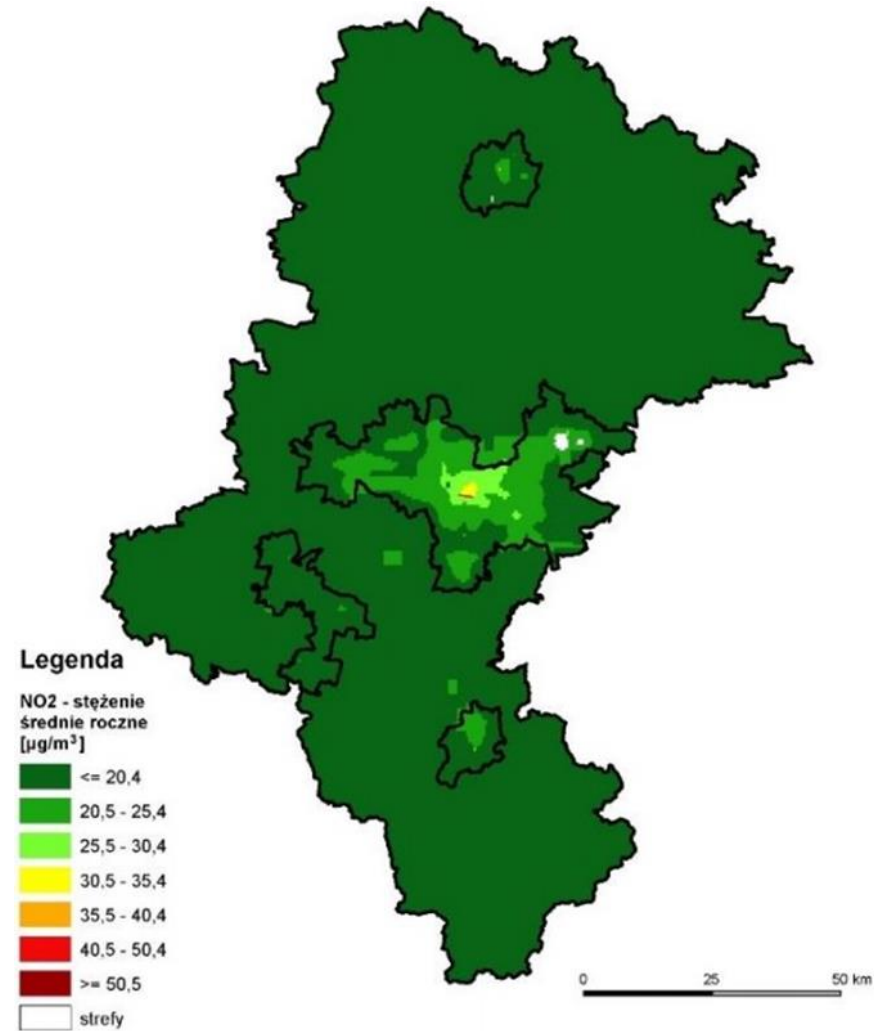 Legenda
NO2 - stężenie
średnie roczne
[µg/m³]
<= 20,4
20,5 - 25,4
25,5 - 30,4
30,5 - 35,4
35,5 - 40,4
40,5 - 50,4
>= 50,5
strefy
0 25 50 km